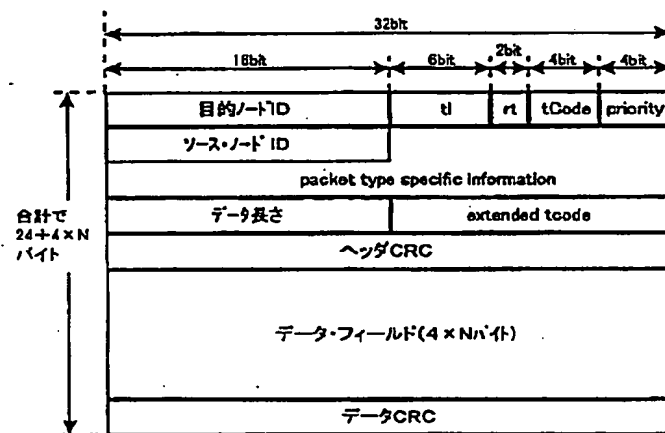 32bit
16bit 6bit 2bit 4bit 4bit
目的ノードID tl rt tCode priority
ソース・ノードID
packet type specific information
データ長さ extended tcode
ヘッダCRC
合計で
24+4×N
バイト
データ・フィールド(4×Nバイト)
データCRC